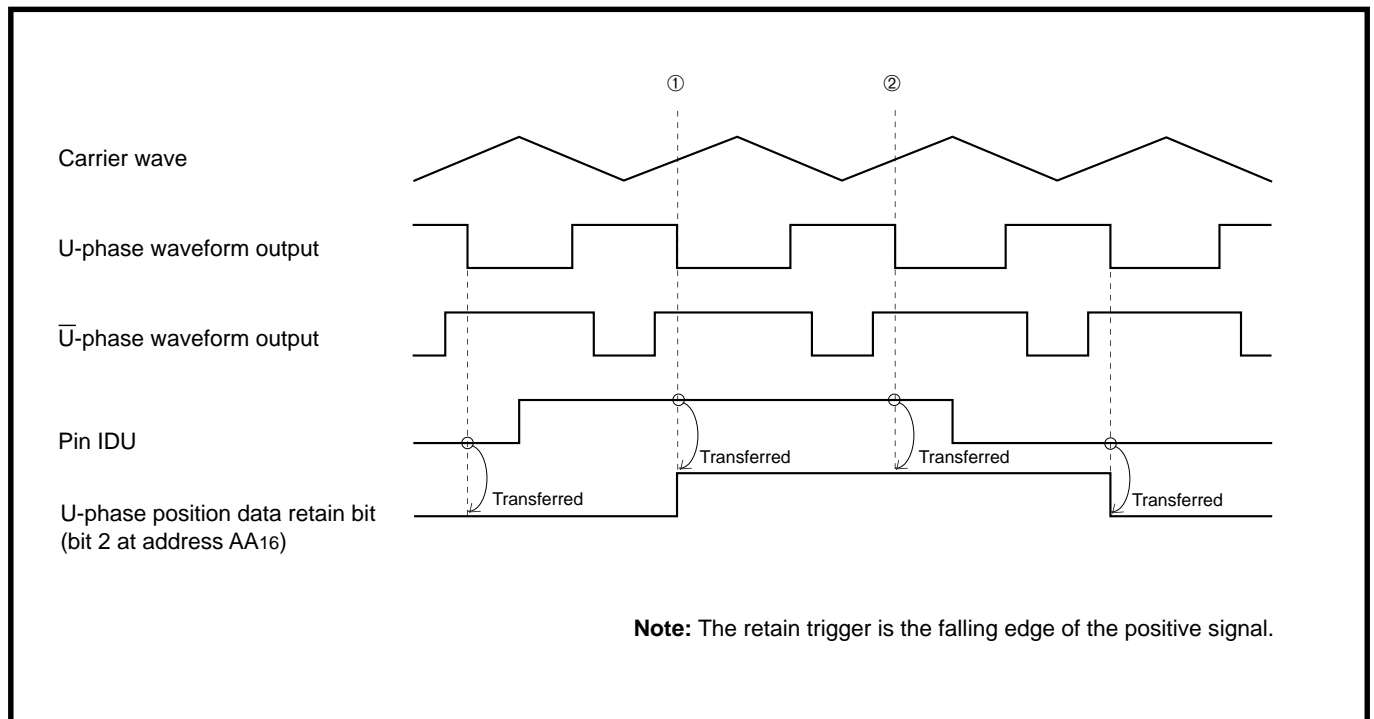 ① ②
Carrier wave
U-phase waveform output
U̅-phase waveform output
Pin IDU
Transferred Transferred
Transferred Transferred
U-phase position data retain bit
(bit 2 at address AA16)
Note: The retain trigger is the falling edge of the positive signal.